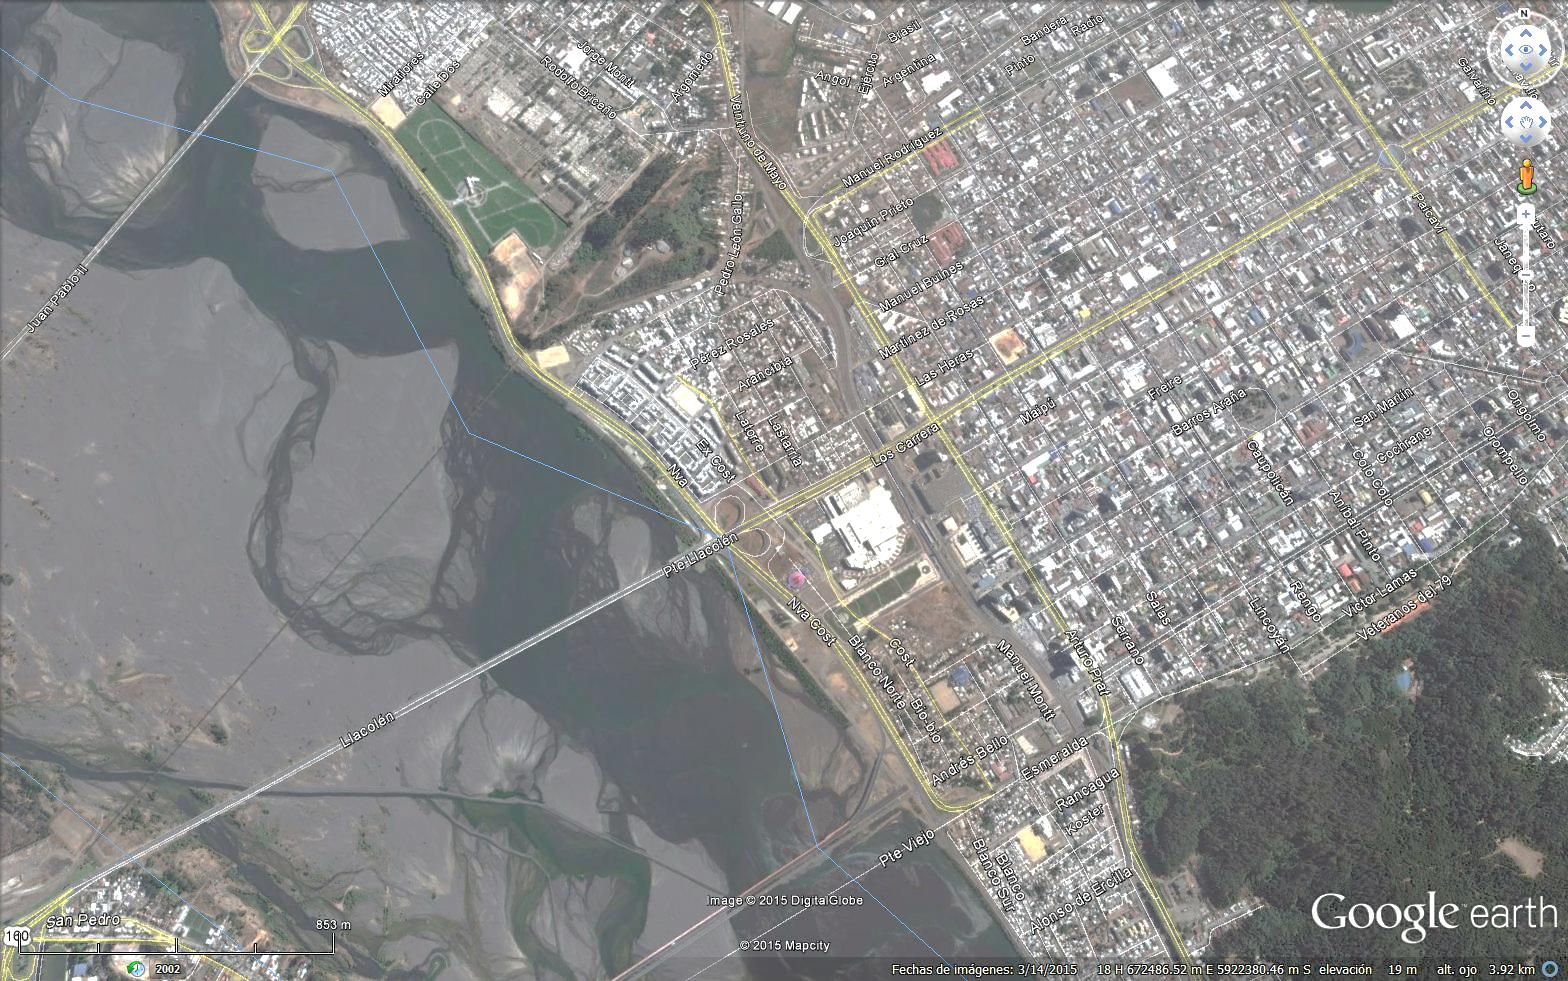 N
Miraflores
Calle Dos
Jorge Montt
Rodolfo Briceño
Argomedo
Brasil
Bandera
Radio
Pinto
Argentina
Angol
Ejército
Galvarino
Veintiuno de Mayo
Manuel Rodríguez
Pedro León Gallo
Joaquin Prieto
Gral Cruz
Manuel Bulnes
Martínez de Rosas
Las Heras
Paicaví
Juan Pablo II
Pérez Rosales
Arancibia
Latorre
Lastarria
Ex Cost
Nva
Los Carrera
Maipú
Freire
Barros Araña
San Martín
Cochrane
Colo Colo
Caupolicán
Aníbal Pinto
Ongolmo
Orompello
Pte Llacolén
Llacolén
Nva Cost
Blanco Norte
Cost
Bío-bío
Andrés Bello
Manuel Montt
Arturo Prat
Serrano
Salas
Lincoyán
Rengo
Victor Lamas
Veteranos del 79
Esmeralda
Rancagua
Koster
Pte Viejo
Blanco
Blanco Sur
Alonso de Ercilla
San Pedro
160
853 m
2002
Image © 2015 DigitalGlobe
© 2015 Mapcity
Google earth
Fechas de imágenes: 3/14/2015 18 H 672486.52 m E 5922380.46 m S elevación 19 m alt. ojo 3.92 km